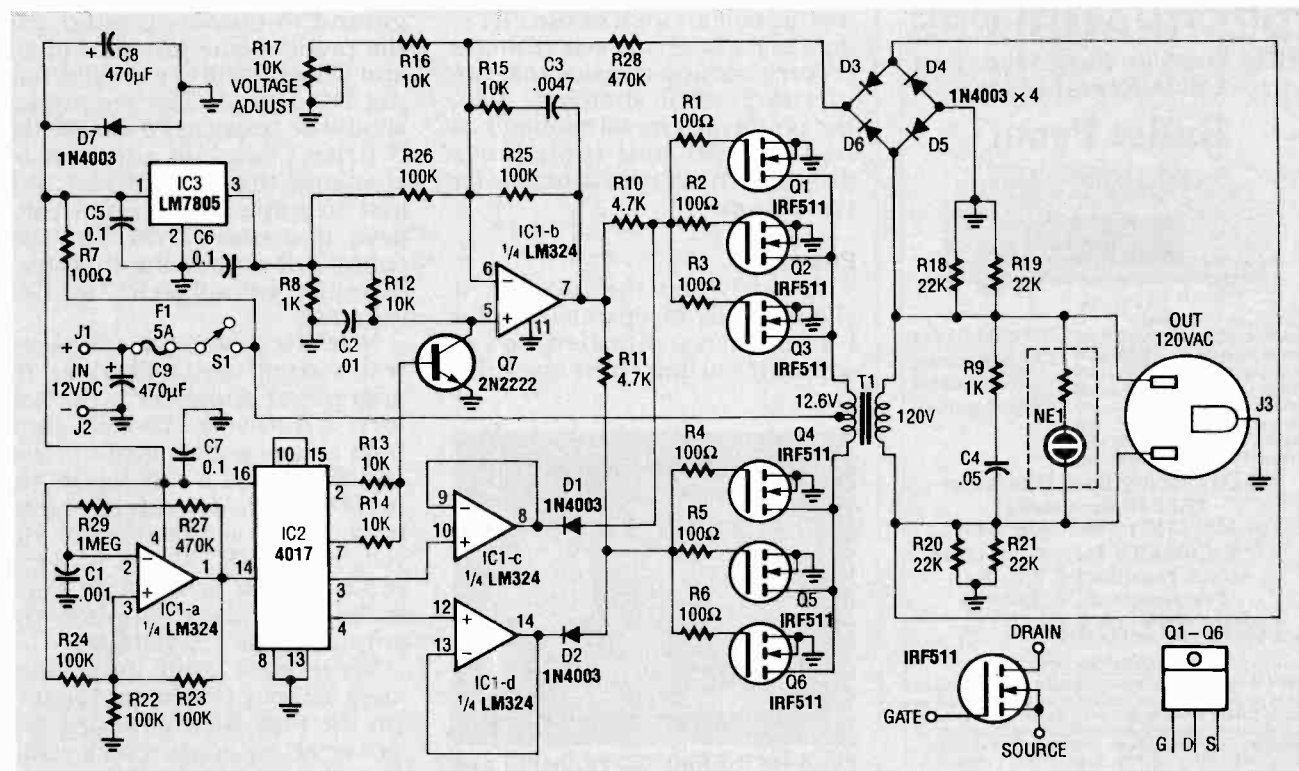 C8
470µF
R17
10K
VOLTAGE
ADJUST
R16
10K
R15
10K
C3
.0047
R28
470K
D3
D4
D6
D5
1N4003 × 4
D7
1N4003
R1
100Ω
Q1
IRF511
1
IC3
LM7805
3
2
R26
100K
R25
100K
R10
4.7K
R2
100Ω
Q2
IRF511
C5
0.1
C6
0.1
R7
100Ω
IC1-b
¼ LM324
R18
22K
R19
22K
R8
1K
R12
10K
6
−
5
+
7
11
R3
100Ω
Q3
IRF511
OUT
120VAC
J1
+
IN
12VDC
−
J2
F1
5A
S1
+
C9
470µF
C2
.01
Q7
2N2222
R11
4.7K
T1
12.6V
120V
R9
1K
NE1
J3
C7
0.1
10
15
16
R13
10K
2
R14
10K
7
R4
100Ω
Q4
IRF511
C4
.05
R29
1MEG
R27
470K
4
IC2
4017
9
−
10
+
8
IC1-c
¼ LM324
D1
1N4003
R5
100Ω
Q5
IRF511
R20
22K
R21
22K
C1
.001
2
−
3
+
1
14
IC1-a
¼ LM324
3
4
12
+
13
−
14
IC1-d
¼ LM324
D2
1N4003
R6
100Ω
Q6
IRF511
R24
100K
R22
100K
R23
100K
8
13
DRAIN
IRF511
GATE
SOURCE
Q1–Q6
G D S